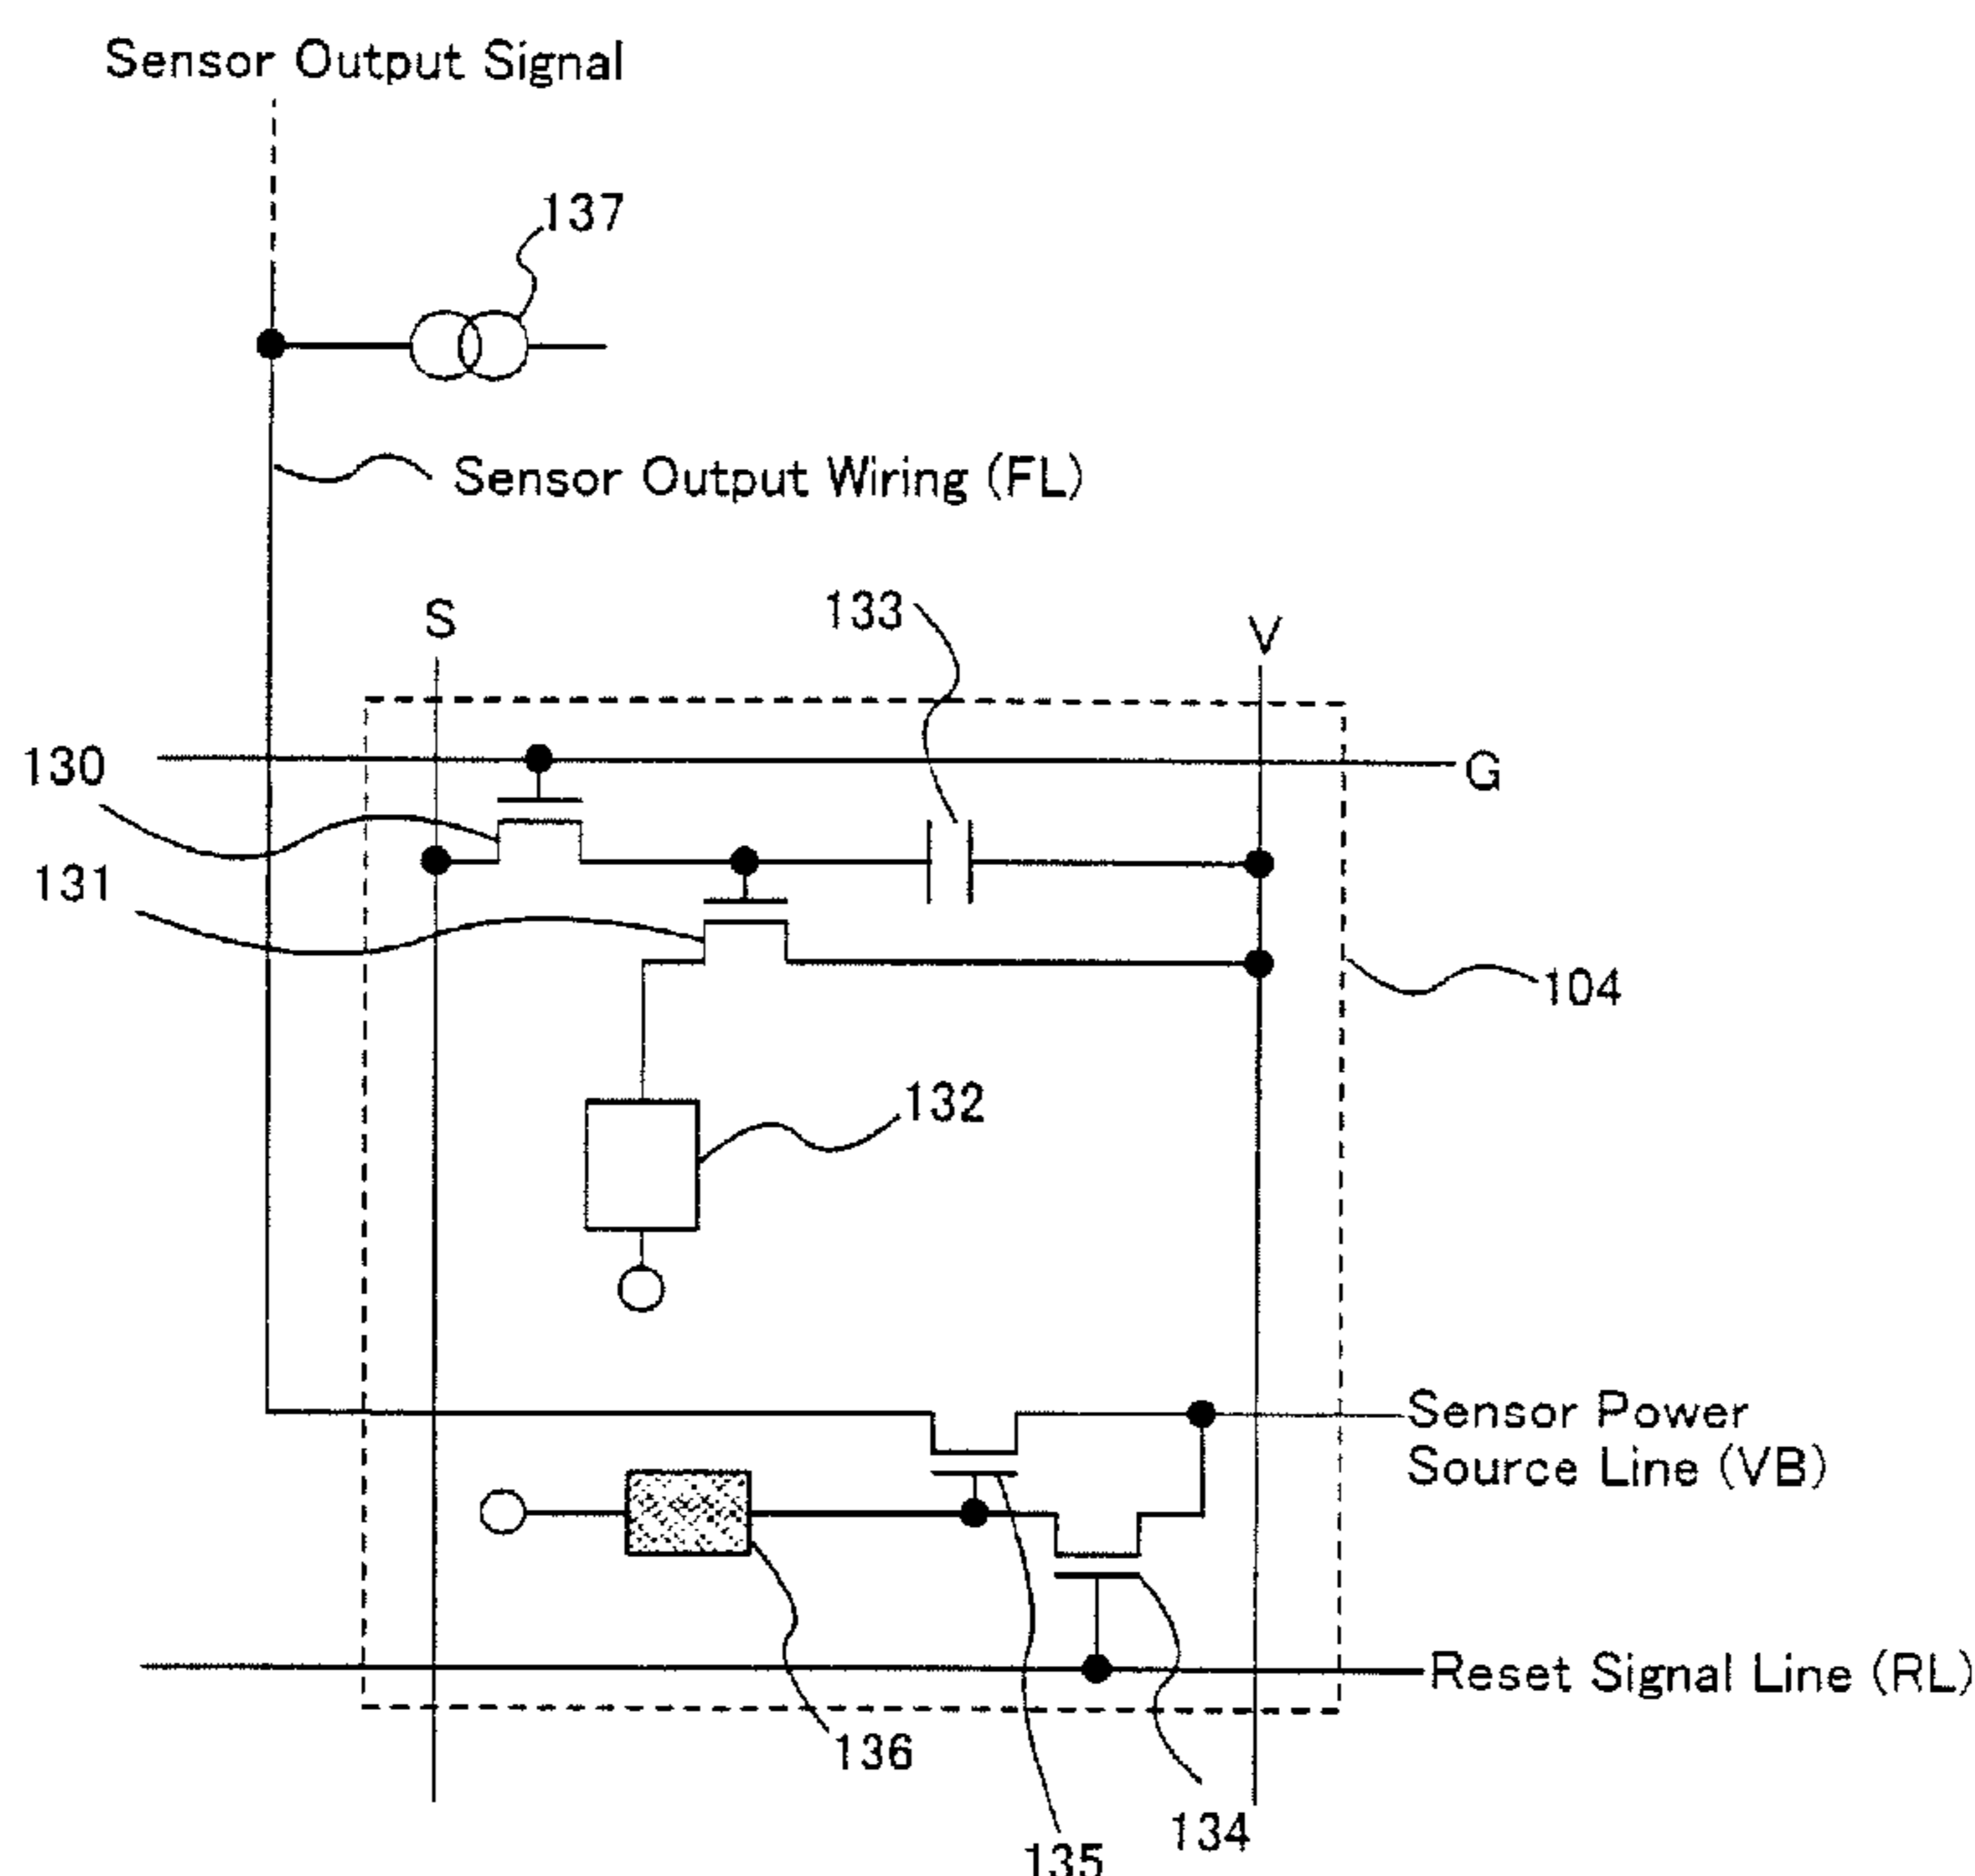 Sensor Output Signal
137
Sensor Output Wiring (FL)
S
133
V
130
G
131
104
132
Sensor Power
Source Line (VB)
Reset Signal Line (RL)
136
134
135